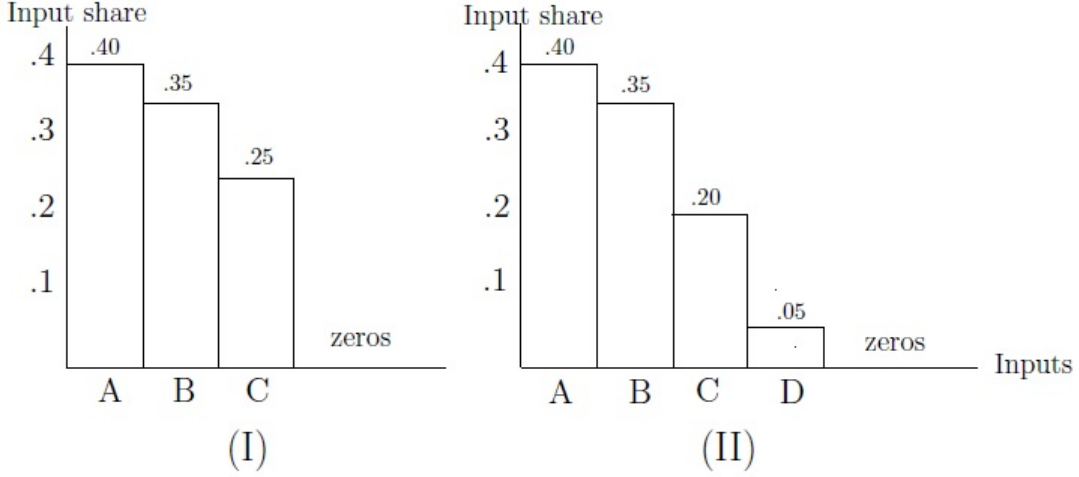 Input share
.4
.3
.2
.1
.40
.35
.25
zeros
A B C
(I)
Input share
.4
.3
.2
.1
.40
.35
.20
.05
zeros
Inputs
A B C D
(II)